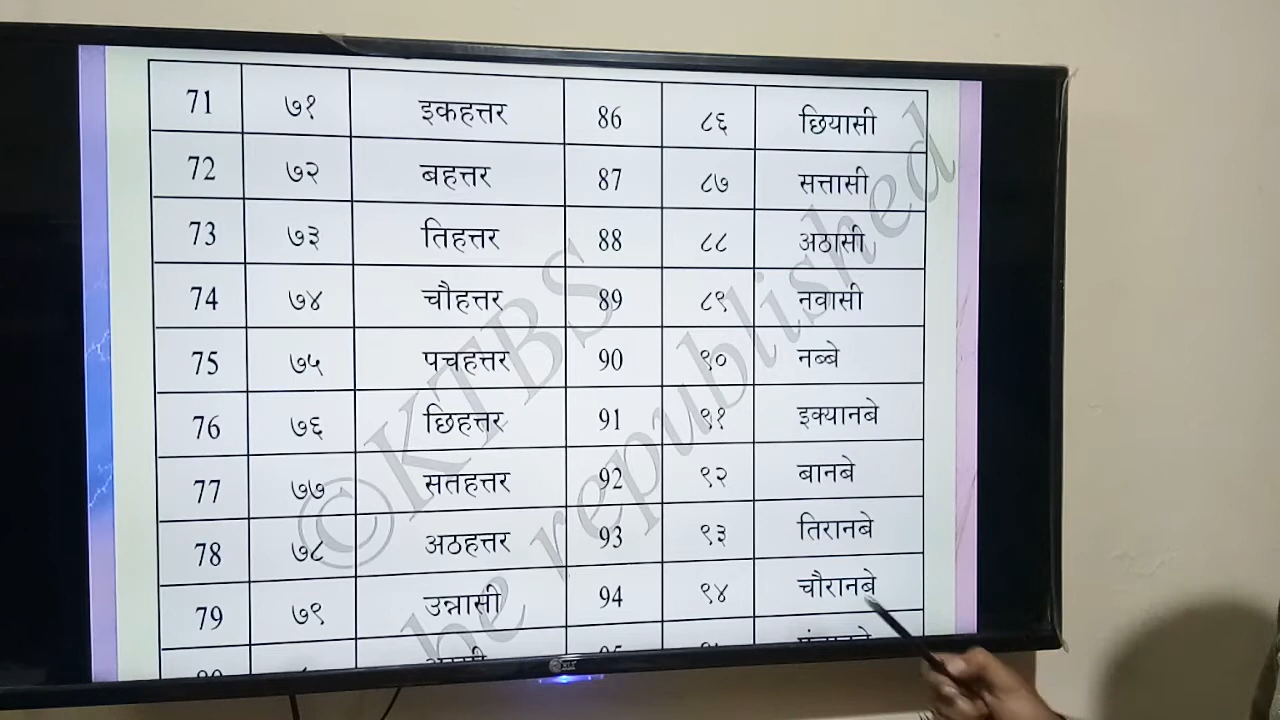 71 ७१ इकहत्तर 86 ८६ छियासी
72 ७२ बहत्तर 87 ८७ सत्तासी
73 ७३ तिहत्तर 88 ८८ अठासी
74 ७४ चौहत्तर 89 ८९ नवासी
75 ७५ पचहत्तर 90 ९० नब्बे
76 ७६ छिहत्तर 91 ९१ इक्यानबे
77 ७७ सतहत्तर 92 ९२ बानबे
78 ७८ अठहत्तर 93 ९३ तिरानबे
79 ७९ उन्नासी 94 ९४ चौरानबे
©KTBS
be republished